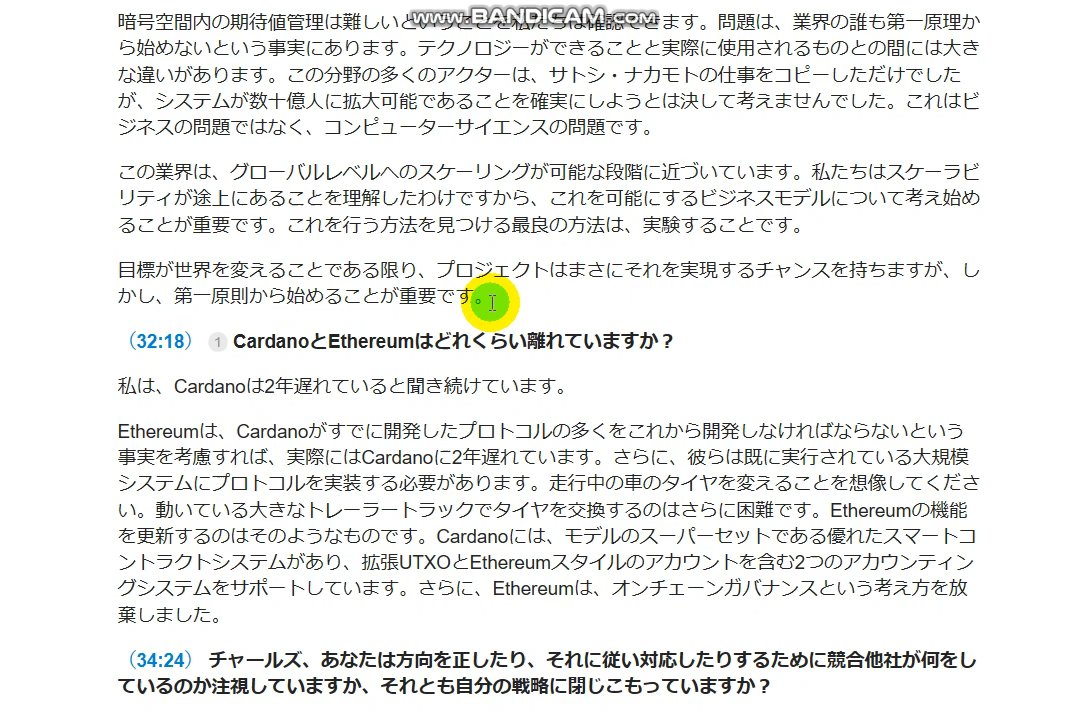 www.BANDICAM.com
暗号空間内の期待値管理は難しいということを私たちは確認できます。問題は、業界の誰も第一原理か
ら始めないという事実にあります。テクノロジーができることと実際に使用されるものとの間には大き
な違いがあります。この分野の多くのアクターは、サトシ・ナカモトの仕事をコピーしただけでした
が、システムが数十億人に拡大可能であることを確実にしようとは決して考えませんでした。これはビ
ジネスの問題ではなく、コンピューターサイエンスの問題です。
この業界は、グローバルレベルへのスケーリングが可能な段階に近づいています。私たちはスケーラビ
リティが途上にあることを理解したわけですから、これを可能にするビジネスモデルについて考え始め
ることが重要です。これを行う方法を見つける最良の方法は、実験することです。
目標が世界を変えることである限り、プロジェクトはまさにそれを実現するチャンスを持ちますが、し
かし、第一原則から始めることが重要です。
（32:18） 1 CardanoとEthereumはどれくらい離れていますか？
私は、Cardanoは2年遅れていると聞き続けています。
Ethereumは、Cardanoがすでに開発したプロトコルの多くをこれから開発しなければならないという
事実を考慮すれば、実際にはCardanoに2年遅れています。さらに、彼らは既に実行されている大規模
システムにプロトコルを実装する必要があります。走行中の車のタイヤを変えることを想像してくださ
い。動いている大きなトレーラートラックでタイヤを交換するのはさらに困難です。Ethereumの機能
を更新するのはそのようなものです。Cardanoには、モデルのスーパーセットである優れたスマートコ
ントラクトシステムがあり、拡張UTXOとEthereumスタイルのアカウントを含む2つのアカウンティン
グシステムをサポートしています。さらに、Ethereumは、オンチェーンガバナンスという考え方を放
棄しました。
（34:24） チャールズ、あなたは方向を正したり、それに従い対応したりするために競合他社が何をし
ているのか注視していますか、それとも自分の戦略に閉じこもっていますか？